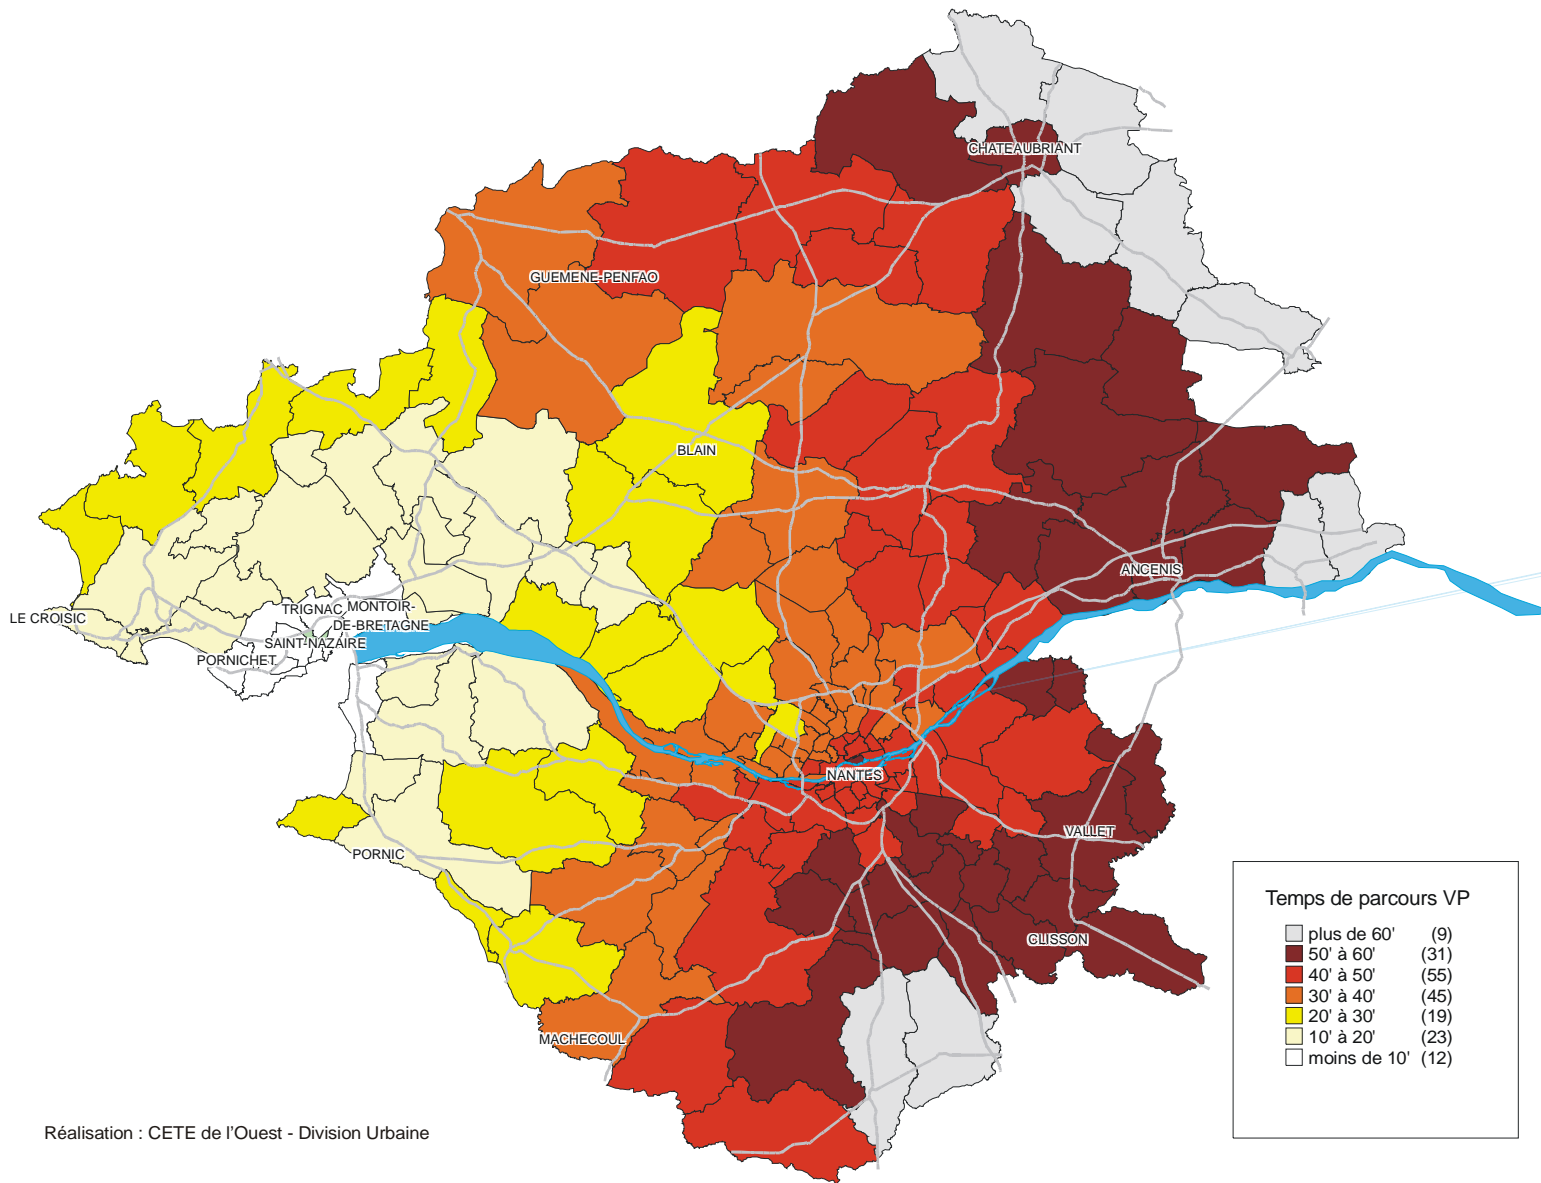 CHATEAUBRIANT
GUEMENE-PENFAO
BLAIN
ANCENIS
LE CROISIC
TRIGNAC
MONTOIR-
DE-BRETAGNE
SAINT-NAZAIRE
PORNICHET
NANTES
VALLET
PORNIC
CLISSON
MACHECOUL
Temps de parcours VP
plus de 60' (9)
50' à 60' (31)
40' à 50' (55)
30' à 40' (45)
20' à 30' (19)
10' à 20' (23)
moins de 10' (12)
Réalisation : CETE de l'Ouest - Division Urbaine